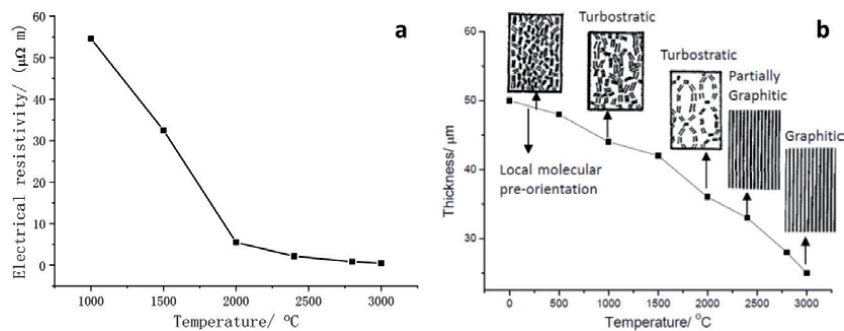 a
Electrical resistivity/ (μΩ m)
60
50
40
30
20
10
0
1000
1500
2000
2500
3000
Temperature/ ºC
b
Turbostratic
Turbostratic
Partially
Graphitic
Graphitic
Local molecular
pre-orientation
Thickness/ μm
60
50
40
30
0
500
1000
1500
2000
2500
3000
Temperature/ °C